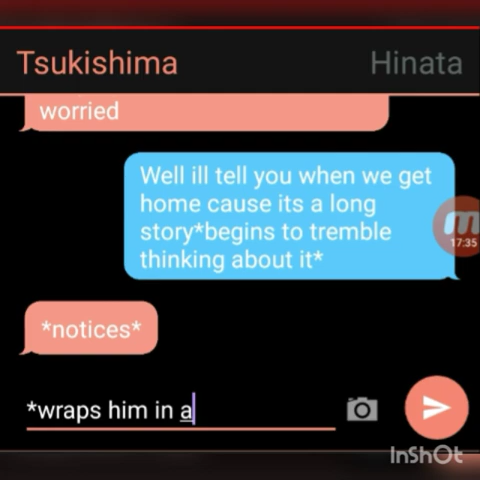 Tsukishima Hinata
worried
Well ill tell you when we get
home cause its a long
story*begins to tremble
thinking about it*
17:35
*notices*
*wraps him in a
InShOt